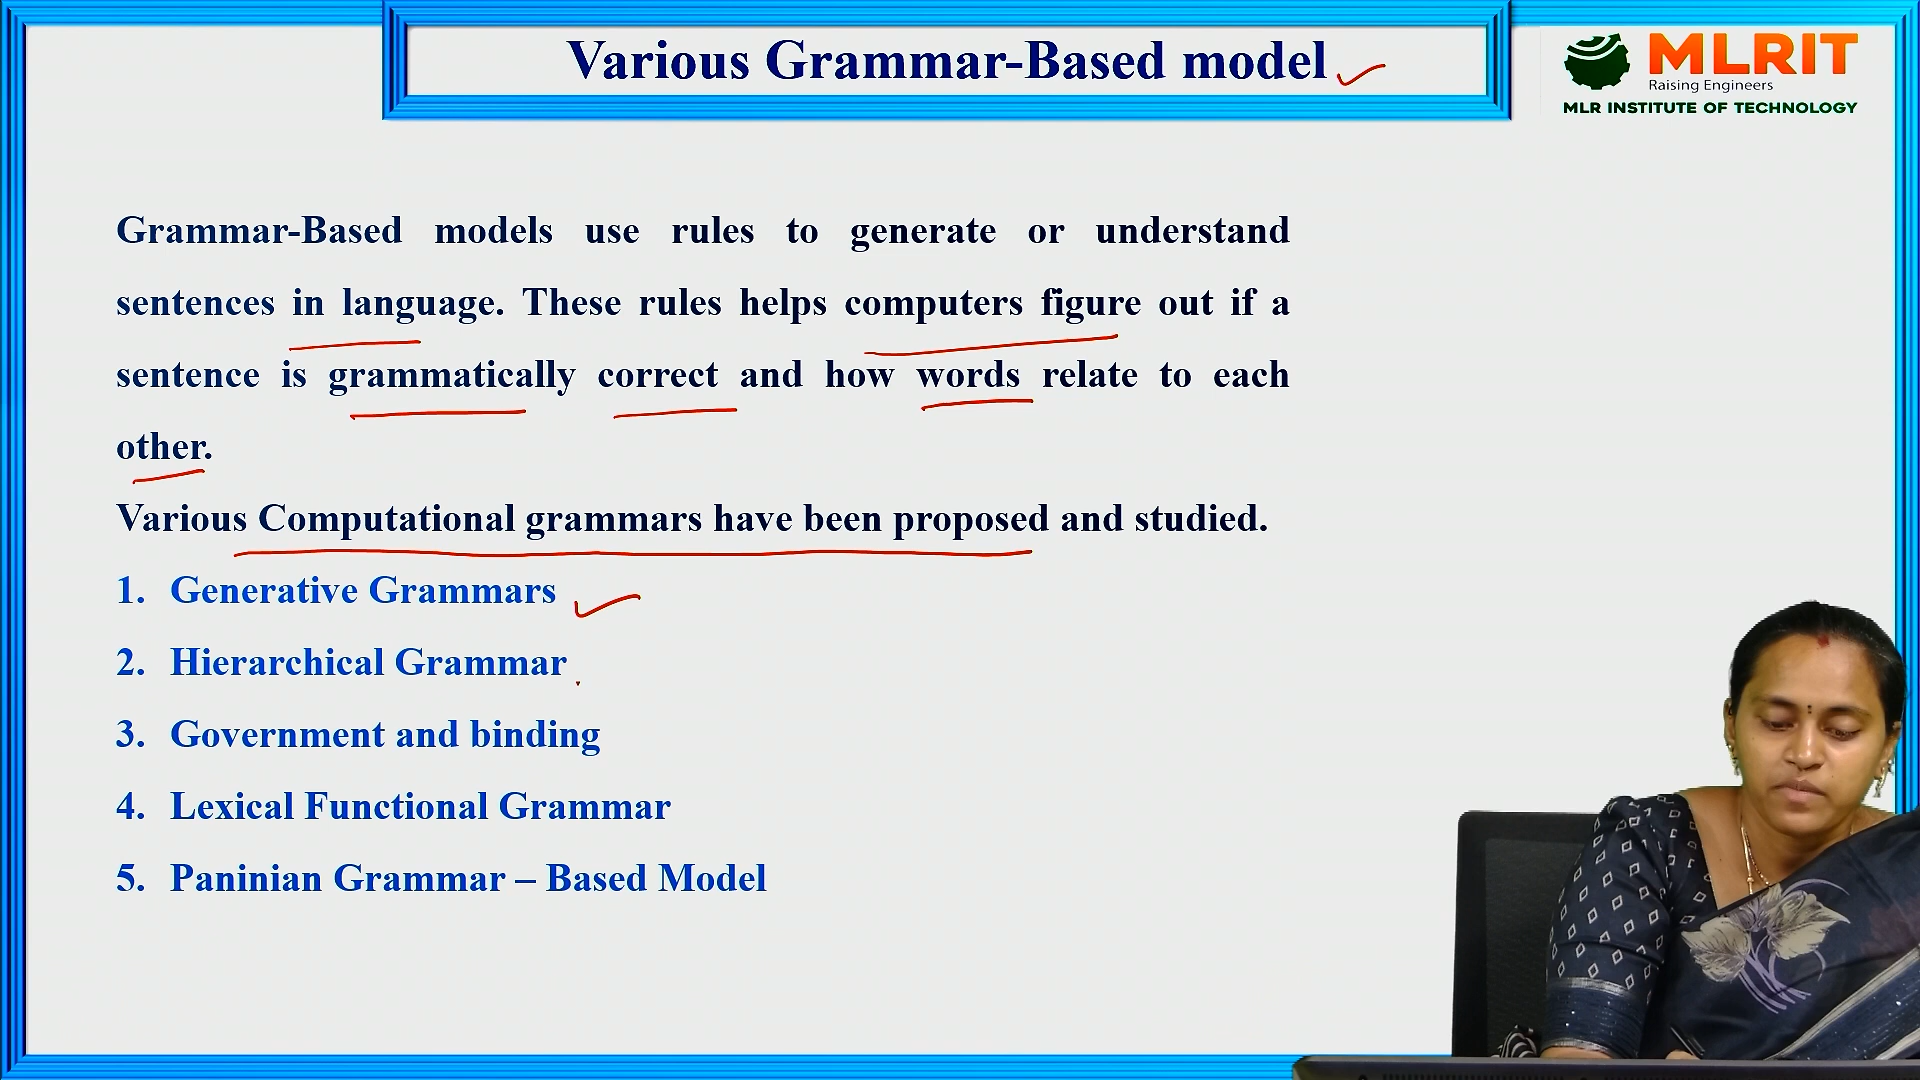 Various Grammar-Based model
MLRIT
Raising Engineers
MLR INSTITUTE OF TECHNOLOGY
Grammar-Based models use rules to generate or understand
sentences in language. These rules helps computers figure out if a
sentence is grammatically correct and how words relate to each
other.
Various Computational grammars have been proposed and studied.
1. Generative Grammars
2. Hierarchical Grammar
3. Government and binding
4. Lexical Functional Grammar
5. Paninian Grammar – Based Model